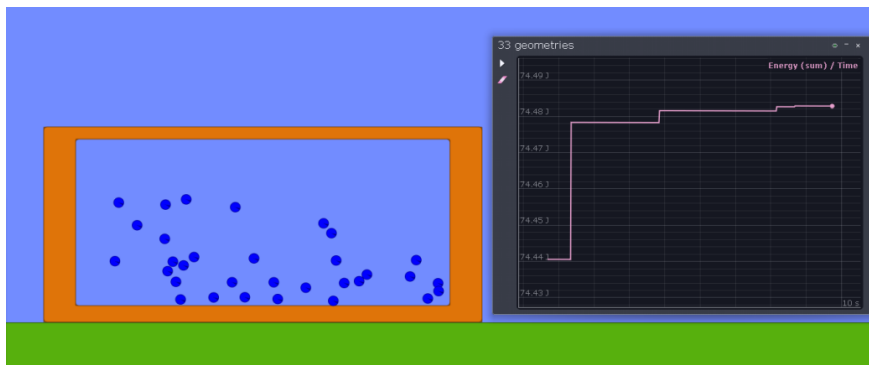 33 geometries
Energy (sum) / Time
74.49 J
74.48 J
74.47 J
74.46 J
74.45 J
74.44 J
74.43 J
10 s